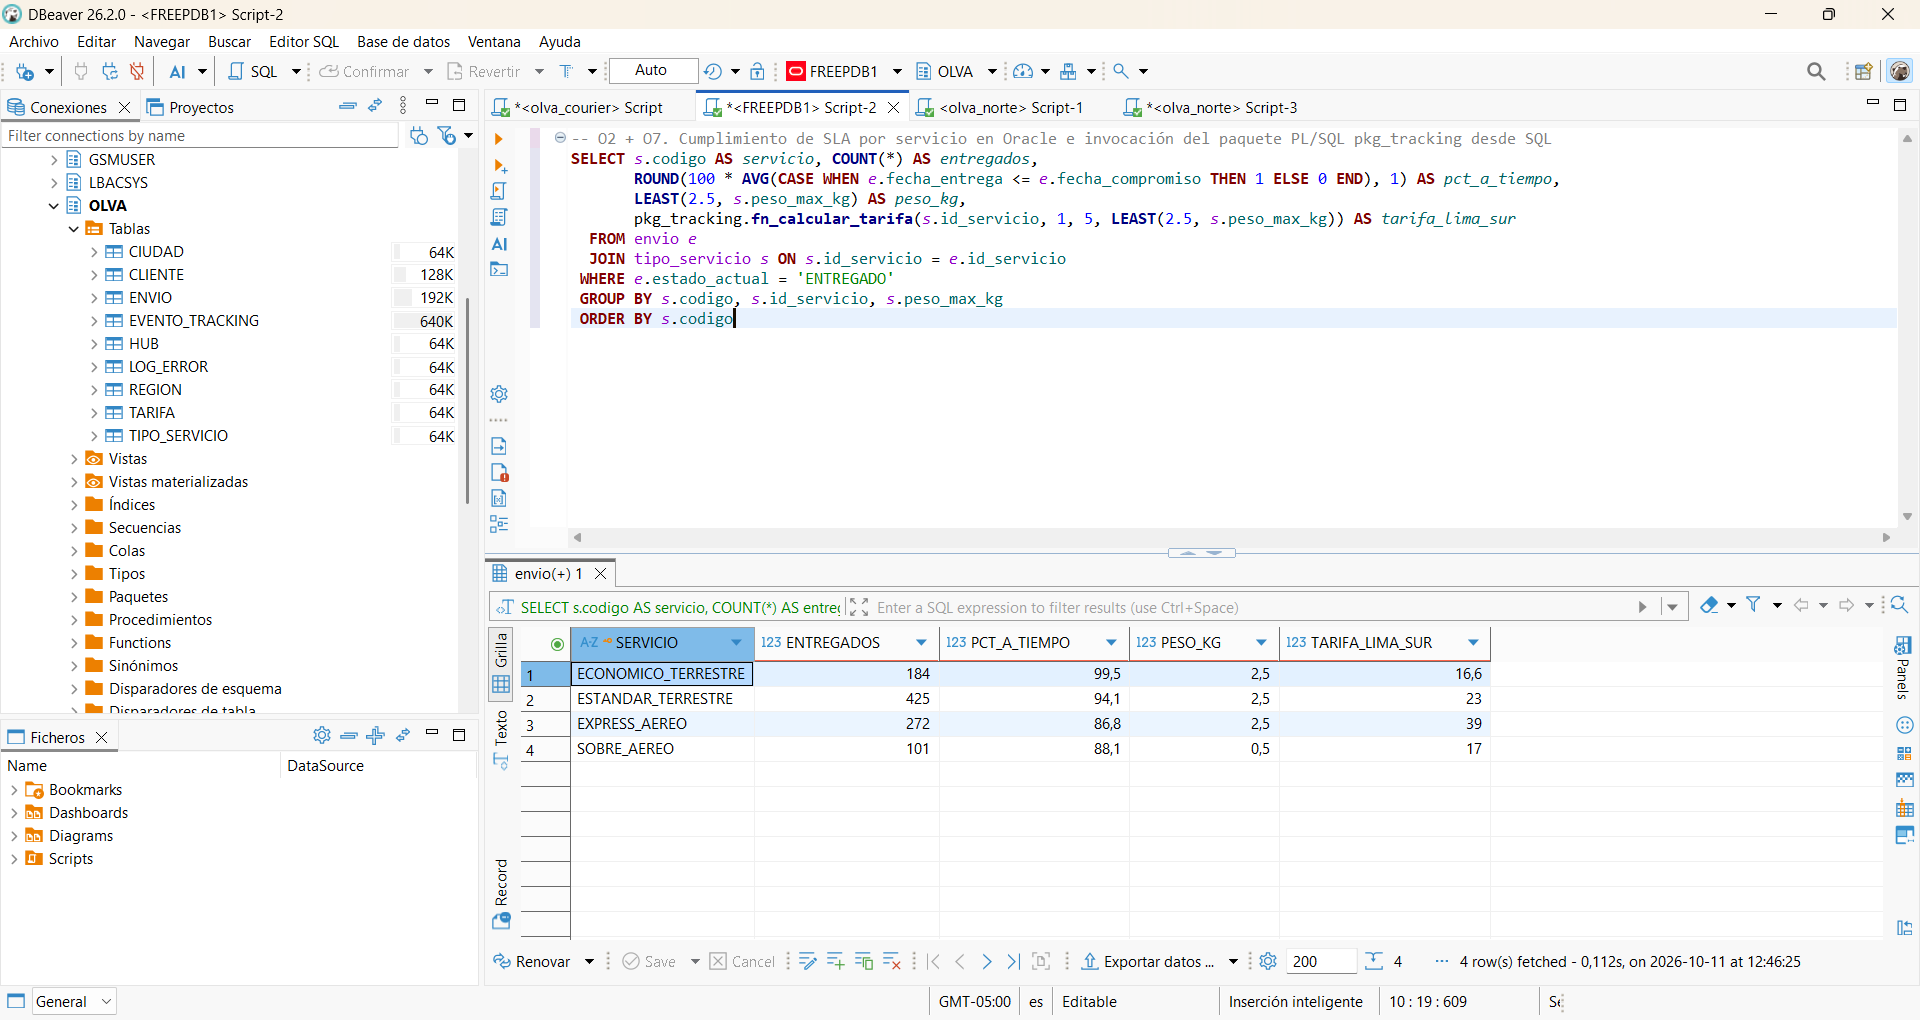 DBeaver 26.2.0 - <FREEPDB1> Script-2
Archivo Editar Navegar Buscar Editor SQL Base de datos Ventana Ayuda
AI SQL Confirmar Revertir T Auto FREEPDB1 OLVA
Conexiones Proyectos
Filter connections by name
GSMUSER
LBACSYS
OLVA
Tablas
CIUDAD 64K
CLIENTE 128K
ENVIO 192K
EVENTO_TRACKING 640K
HUB 64K
LOG_ERROR 64K
REGION 64K
TARIFA 64K
TIPO_SERVICIO 64K
Vistas
Vistas materializadas
Índices
Secuencias
Colas
Tipos
Paquetes
Procedimientos
Functions
Sinónimos
Disparadores de esquema
Disparadores de tabla
Ficheros
Name DataSource
Bookmarks
Dashboards
Diagrams
Scripts
General
*<olva_courier> Script *<FREEPDB1> Script-2 <olva_norte> Script-1 *<olva_norte> Script-3
AI
-- O2 + O7. Cumplimiento de SLA por servicio en Oracle e invocación del paquete PL/SQL pkg_tracking desde SQL
SELECT s.codigo AS servicio, COUNT(*) AS entregados,
ROUND(100 * AVG(CASE WHEN e.fecha_entrega <= e.fecha_compromiso THEN 1 ELSE 0 END), 1) AS pct_a_tiempo,
LEAST(2.5, s.peso_max_kg) AS peso_kg,
pkg_tracking.fn_calcular_tarifa(s.id_servicio, 1, 5, LEAST(2.5, s.peso_max_kg)) AS tarifa_lima_sur
FROM envio e
JOIN tipo_servicio s ON s.id_servicio = e.id_servicio
WHERE e.estado_actual = 'ENTREGADO'
GROUP BY s.codigo, s.id_servicio, s.peso_max_kg
ORDER BY s.codigo
envio(+) 1
SELECT s.codigo AS servicio, COUNT(*) AS entreg Enter a SQL expression to filter results (use Ctrl+Space)
Grilla
Texto
Record
Panels
A-Z SERVICIO 123 ENTREGADOS 123 PCT_A_TIEMPO 123 PESO_KG 123 TARIFA_LIMA_SUR
1 ECONOMICO_TERRESTRE 184 99,5 2,5 16,6
2 ESTANDAR_TERRESTRE 425 94,1 2,5 23
3 EXPRESS_AEREO 272 86,8 2,5 39
4 SOBRE_AEREO 101 88,1 0,5 17
Renovar Save Cancel Exportar datos ... 200 4 4 row(s) fetched - 0,112s, on 2026-10-11 at 12:46:25
GMT-05:00 es Editable Inserción inteligente 10 : 19 : 609